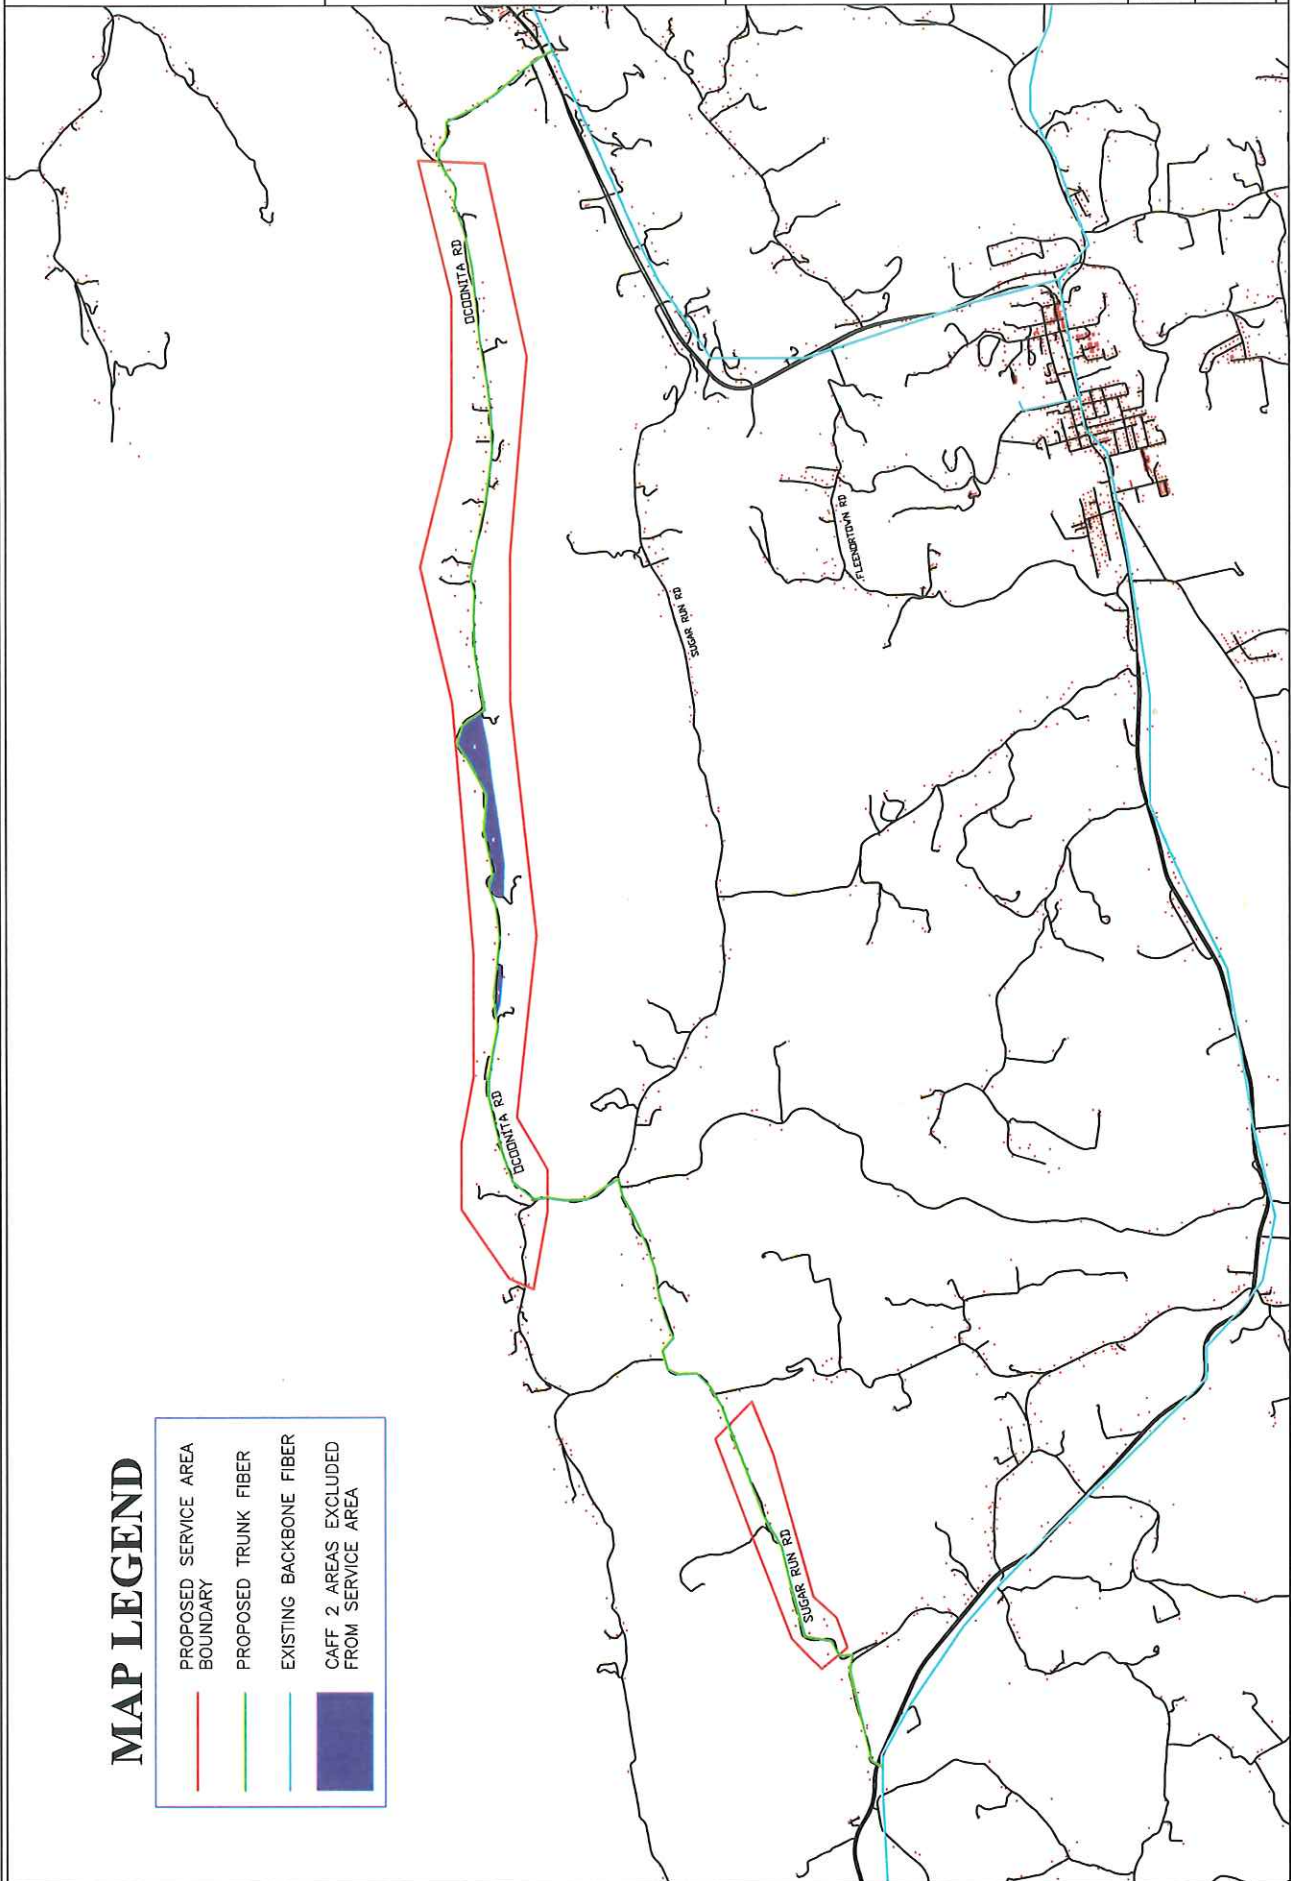 MAP LEGEND
PROPOSED SERVICE AREA
BOUNDARY
PROPOSED TRUNK FIBER
EXISTING BACKBONE FIBER
CAFF 2 AREAS EXCLUDED
FROM SERVICE AREA
OCOONITA RD
OCOONITA RD
SUGAR RUN RD
SUGAR RUN RD
FLEENORTOWN RD